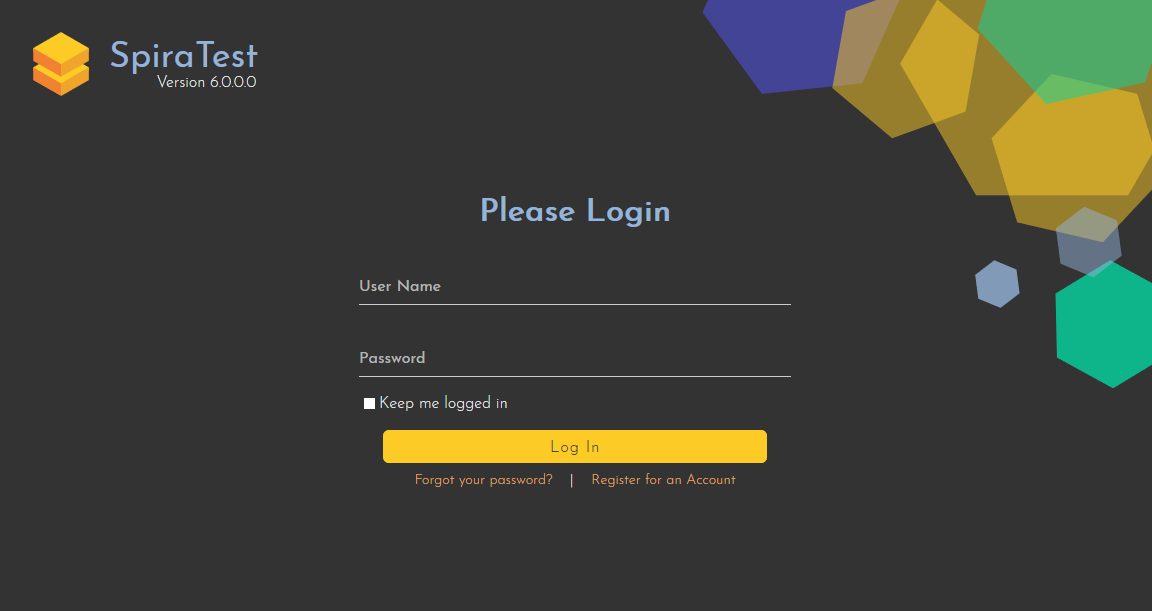 SpiraTest
Version 6.0.0.0
Please Login
User Name
Password
Keep me logged in
Log In
Forgot your password? | Register for an Account